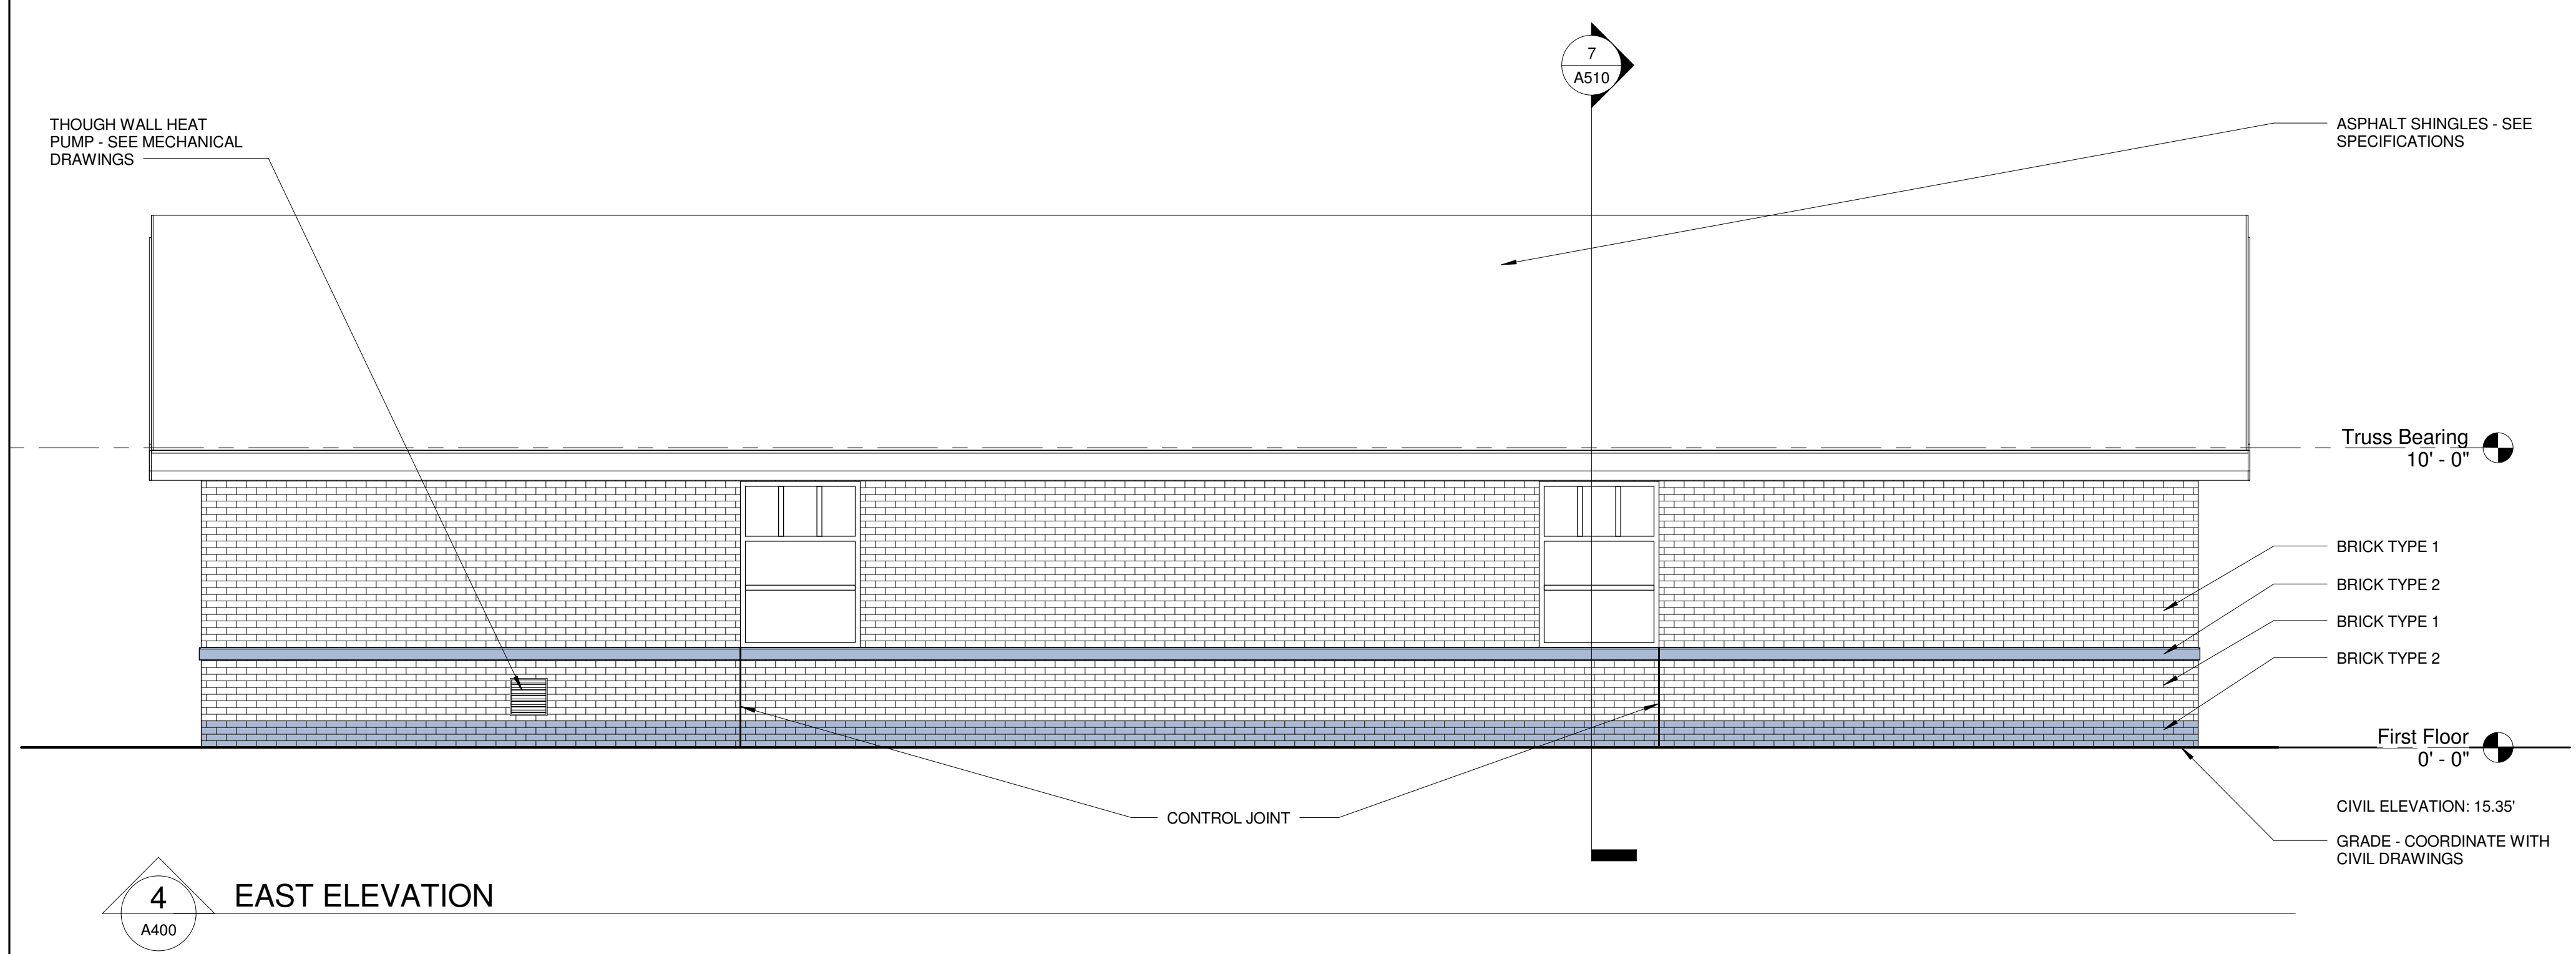 7
A510
THOUGH WALL HEAT
PUMP - SEE MECHANICAL
DRAWINGS
ASPHALT SHINGLES - SEE
SPECIFICATIONS
Truss Bearing
10' - 0"
BRICK TYPE 1
BRICK TYPE 2
BRICK TYPE 1
BRICK TYPE 2
First Floor
0' - 0"
CIVIL ELEVATION: 15.35'
CONTROL JOINT
GRADE - COORDINATE WITH
CIVIL DRAWINGS
4
A400
EAST ELEVATION